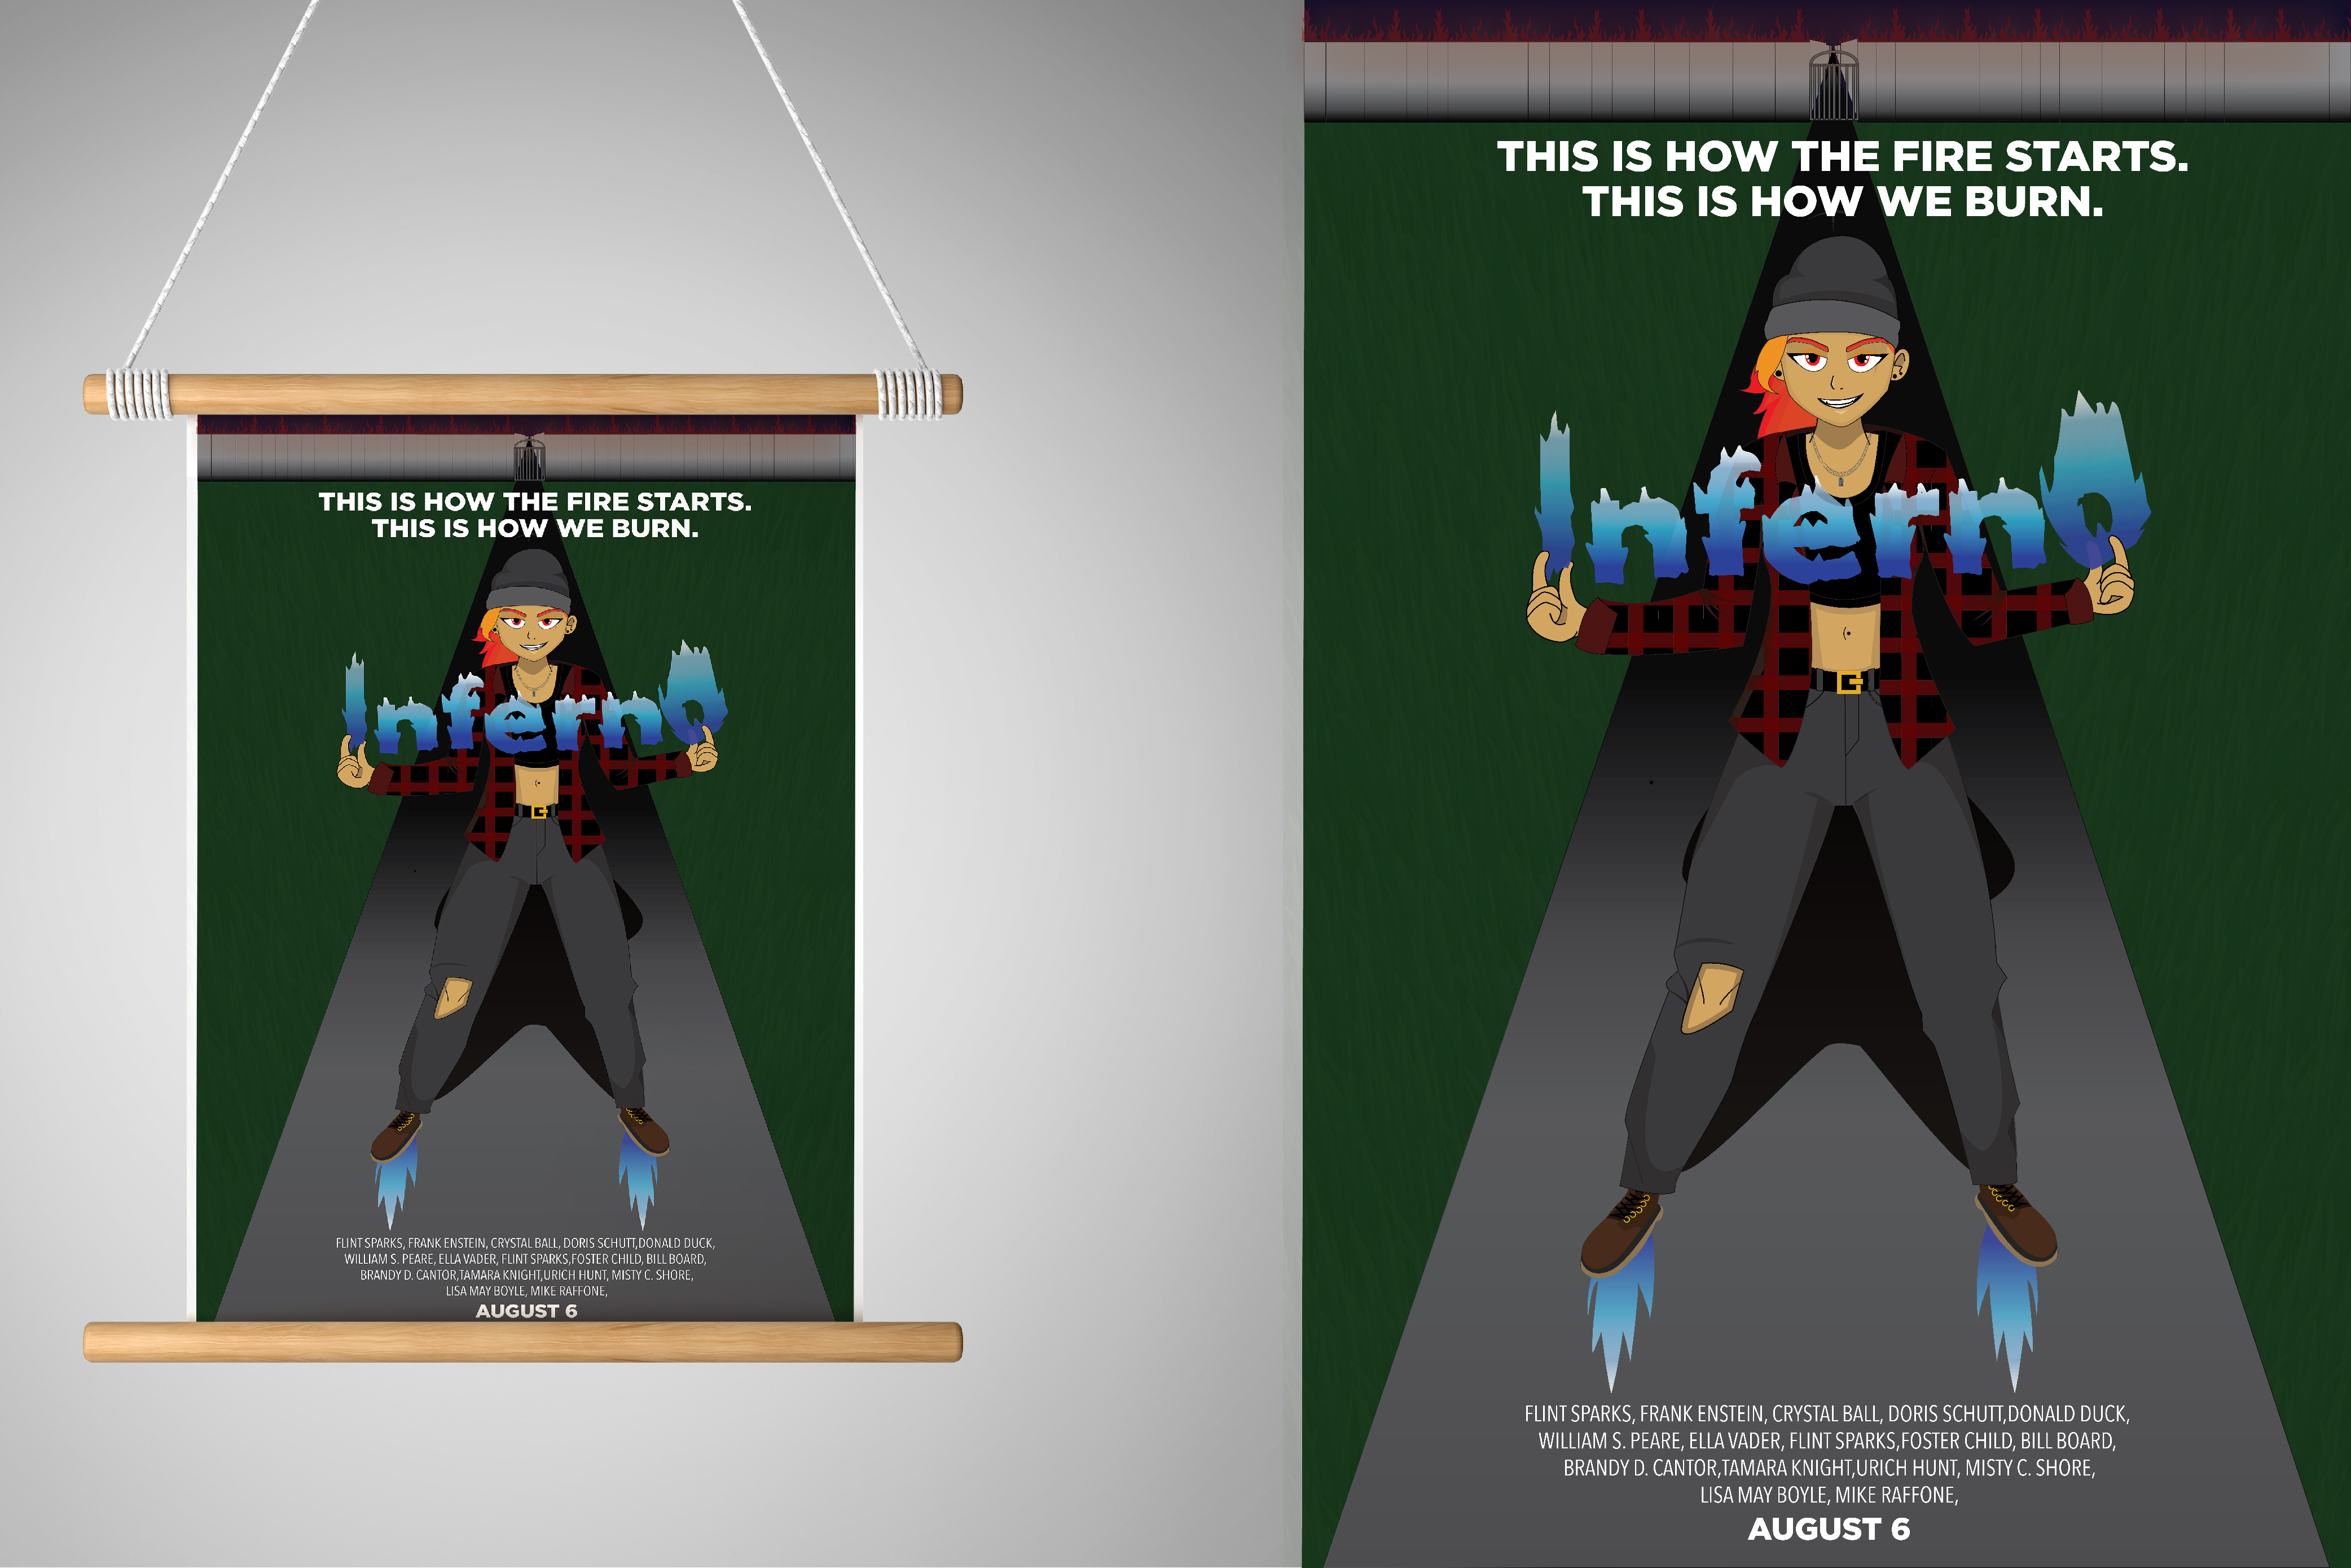 THIS IS HOW THE FIRE STARTS.
THIS IS HOW WE BURN.
Inferno
FLINT SPARKS, FRANK ENSTEIN, CRYSTAL BALL, DORIS SCHUTT,DONALD DUCK,
WILLIAM S. PEARE, ELLA VADER, FLINT SPARKS,FOSTER CHILD, BILL BOARD,
BRANDY D. CANTOR,TAMARA KNIGHT,URICH HUNT, MISTY C. SHORE,
LISA MAY BOYLE, MIKE RAFFONE,
AUGUST 6
THIS IS HOW THE FIRE STARTS.
THIS IS HOW WE BURN.
Inferno
FLINT SPARKS, FRANK ENSTEIN, CRYSTAL BALL, DORIS SCHUTT,DONALD DUCK,
WILLIAM S. PEARE, ELLA VADER, FLINT SPARKS,FOSTER CHILD, BILL BOARD,
BRANDY D. CANTOR,TAMARA KNIGHT,URICH HUNT, MISTY C. SHORE,
LISA MAY BOYLE, MIKE RAFFONE,
AUGUST 6